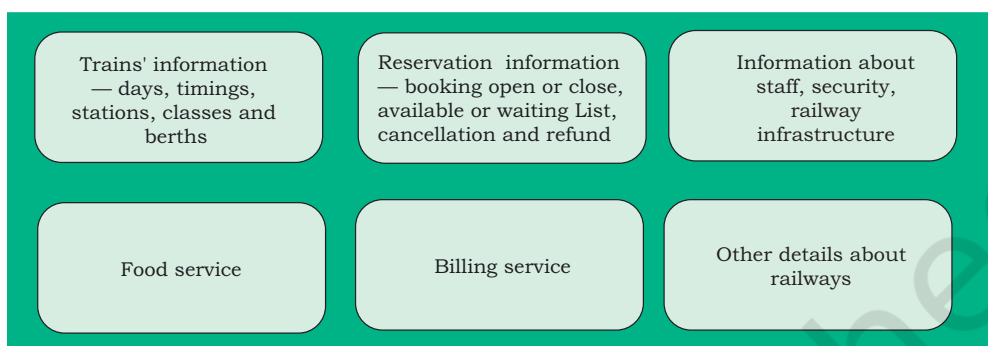 Trains' information
— days, timings,
stations, classes and
berths
Reservation information
— booking open or close,
available or waiting List,
cancellation and refund
Information about
staff, security,
railway
infrastructure
Food service
Billing service
Other details about
railways
he